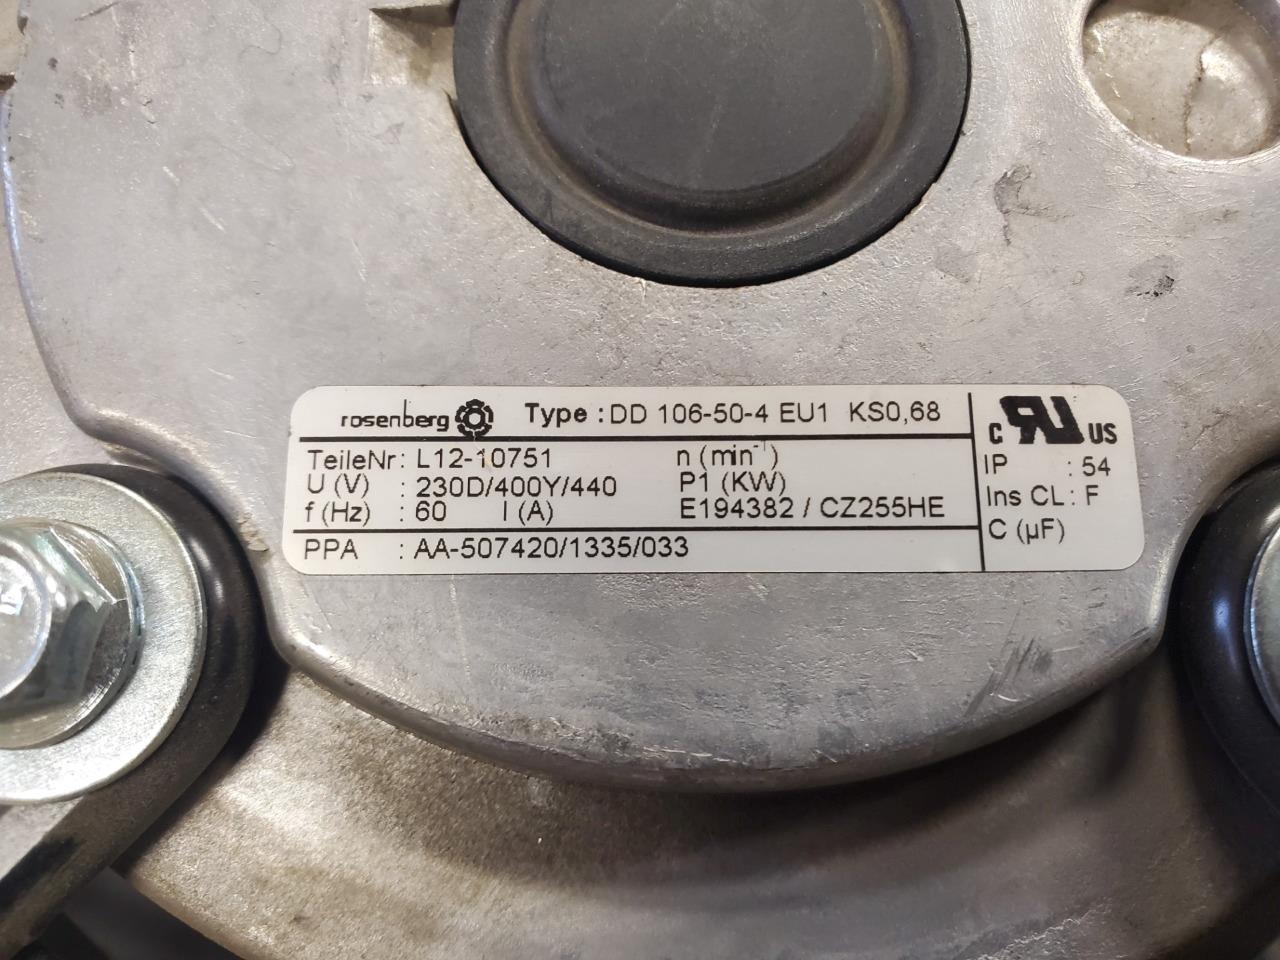 rosenberg Type : DD 106-50-4 EU1 KS0,68
TeileNr : L12-10751 n (min⁻¹)
U (V) : 230D/400Y/440 P1 (KW)
f (Hz) : 60 I (A) E194382 / CZ255HE
PPA : AA-507420/1335/033
c RU US
IP : 54
Ins CL : F
C (µF)